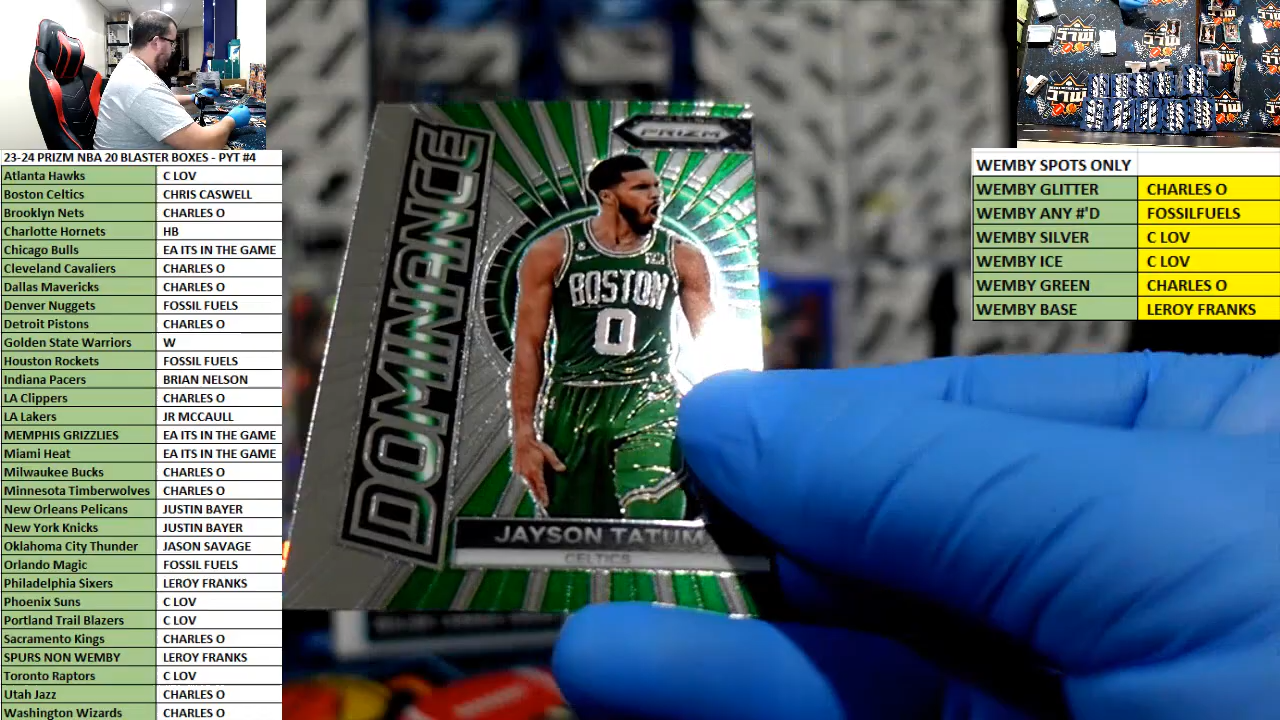 23-24 PRIZM NBA 20 BLASTER BOXES - PYT #4
Atlanta Hawks C LOV
Boston Celtics CHRIS CASWELL
Brooklyn Nets CHARLES O
Charlotte Hornets HB
Chicago Bulls EA ITS IN THE GAME
Cleveland Cavaliers CHARLES O
Dallas Mavericks CHARLES O
Denver Nuggets FOSSIL FUELS
Detroit Pistons CHARLES O
Golden State Warriors W
Houston Rockets FOSSIL FUELS
Indiana Pacers BRIAN NELSON
LA Clippers CHARLES O
LA Lakers JR MCCAULL
MEMPHIS GRIZZLIES EA ITS IN THE GAME
Miami Heat EA ITS IN THE GAME
Milwaukee Bucks CHARLES O
Minnesota Timberwolves CHARLES O
New Orleans Pelicans JUSTIN BAYER
New York Knicks JUSTIN BAYER
Oklahoma City Thunder JASON SAVAGE
Orlando Magic FOSSIL FUELS
Philadelphia Sixers LEROY FRANKS
Phoenix Suns C LOV
Portland Trail Blazers C LOV
Sacramento Kings CHARLES O
SPURS NON WEMBY LEROY FRANKS
Toronto Raptors C LOV
Utah Jazz CHARLES O
Washington Wizards CHARLES O
PRIZM
DOMINANCE
BOSTON
0
JAYSON TATUM
CELTICS
WEMBY SPOTS ONLY
WEMBY GLITTER CHARLES O
WEMBY ANY #'D FOSSILFUELS
WEMBY SILVER C LOV
WEMBY ICE C LOV
WEMBY GREEN CHARLES O
WEMBY BASE LEROY FRANKS